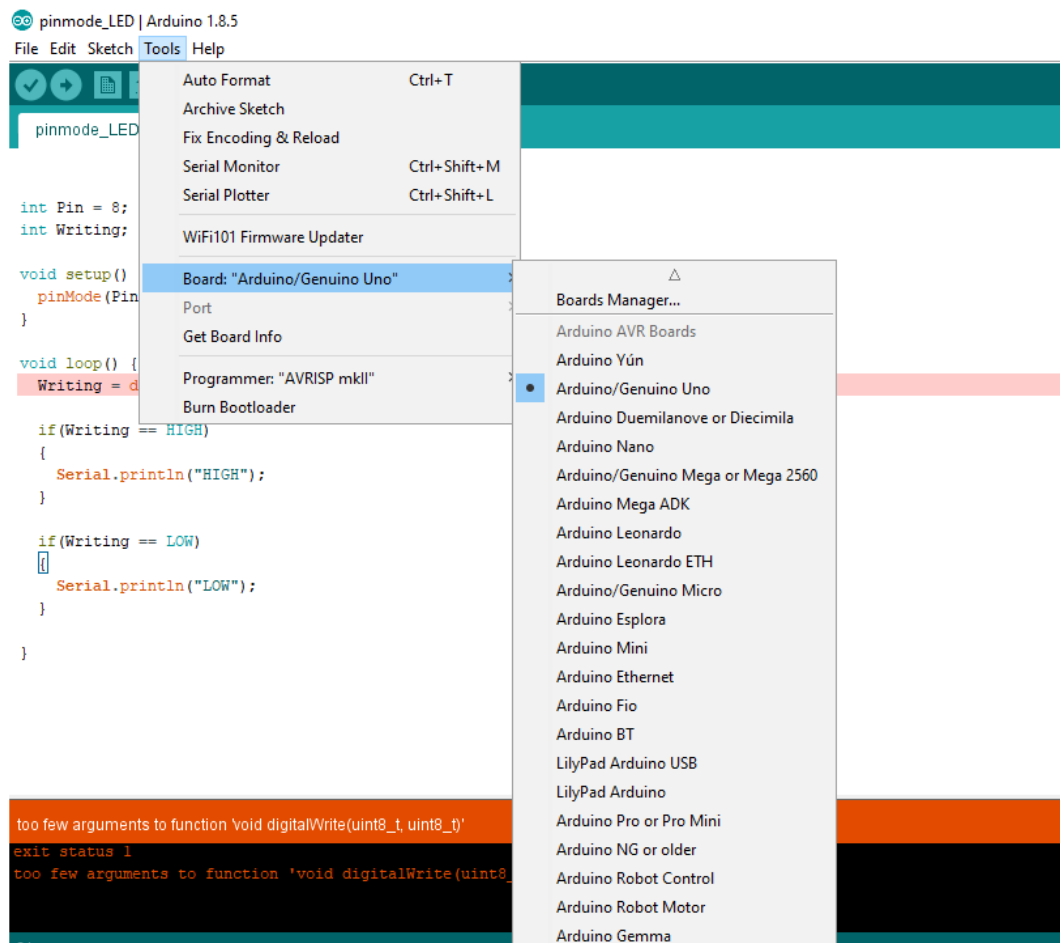 pinmode_LED | Arduino 1.8.5
File Edit Sketch Tools Help
pinmode_LED
int Pin = 8;
int Writing;
void setup()
pinMode(Pin
}
void loop() {
Writing = d
if(Writing == HIGH)
{
Serial.println("HIGH");
}
if(Writing == LOW)
{
Serial.println("LOW");
}
}
Auto Format Ctrl+T
Archive Sketch
Fix Encoding & Reload
Serial Monitor Ctrl+Shift+M
Serial Plotter Ctrl+Shift+L
WiFi101 Firmware Updater
Board: "Arduino/Genuino Uno"
Port
Get Board Info
Programmer: "AVRISP mkII"
Burn Bootloader
Boards Manager...
Arduino AVR Boards
Arduino Yún
Arduino/Genuino Uno
Arduino Duemilanove or Diecimila
Arduino Nano
Arduino/Genuino Mega or Mega 2560
Arduino Mega ADK
Arduino Leonardo
Arduino Leonardo ETH
Arduino/Genuino Micro
Arduino Esplora
Arduino Mini
Arduino Ethernet
Arduino Fio
Arduino BT
LilyPad Arduino USB
LilyPad Arduino
Arduino Pro or Pro Mini
Arduino NG or older
Arduino Robot Control
Arduino Robot Motor
Arduino Gemma
too few arguments to function 'void digitalWrite(uint8_t, uint8_t)'
exit status 1
too few arguments to function 'void digitalWrite(uint8_